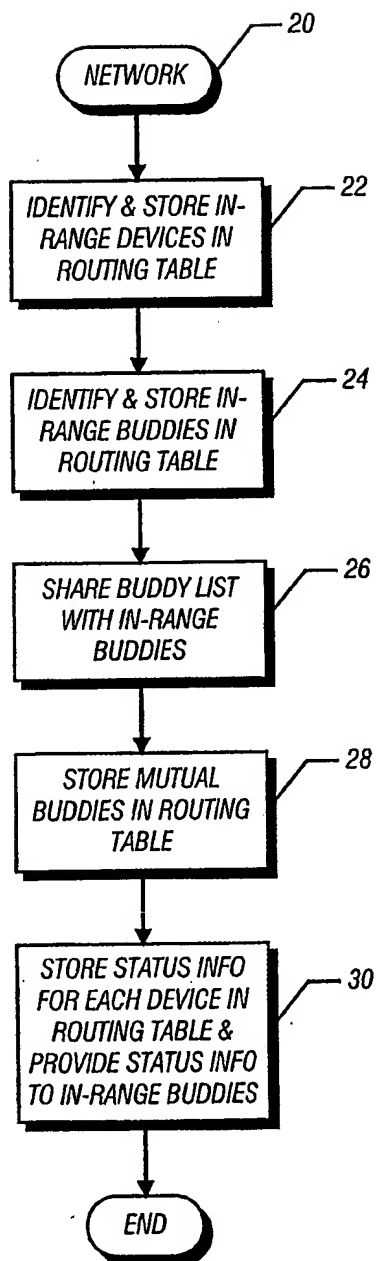 20
NETWORK
22
IDENTIFY & STORE IN-
RANGE DEVICES IN
ROUTING TABLE
24
IDENTIFY & STORE IN-
RANGE BUDDIES IN
ROUTING TABLE
26
SHARE BUDDY LIST
WITH IN-RANGE
BUDDIES
28
STORE MUTUAL
BUDDIES IN ROUTING
TABLE
30
STORE STATUS INFO
FOR EACH DEVICE IN
ROUTING TABLE &
PROVIDE STATUS INFO
TO IN-RANGE BUDDIES
END